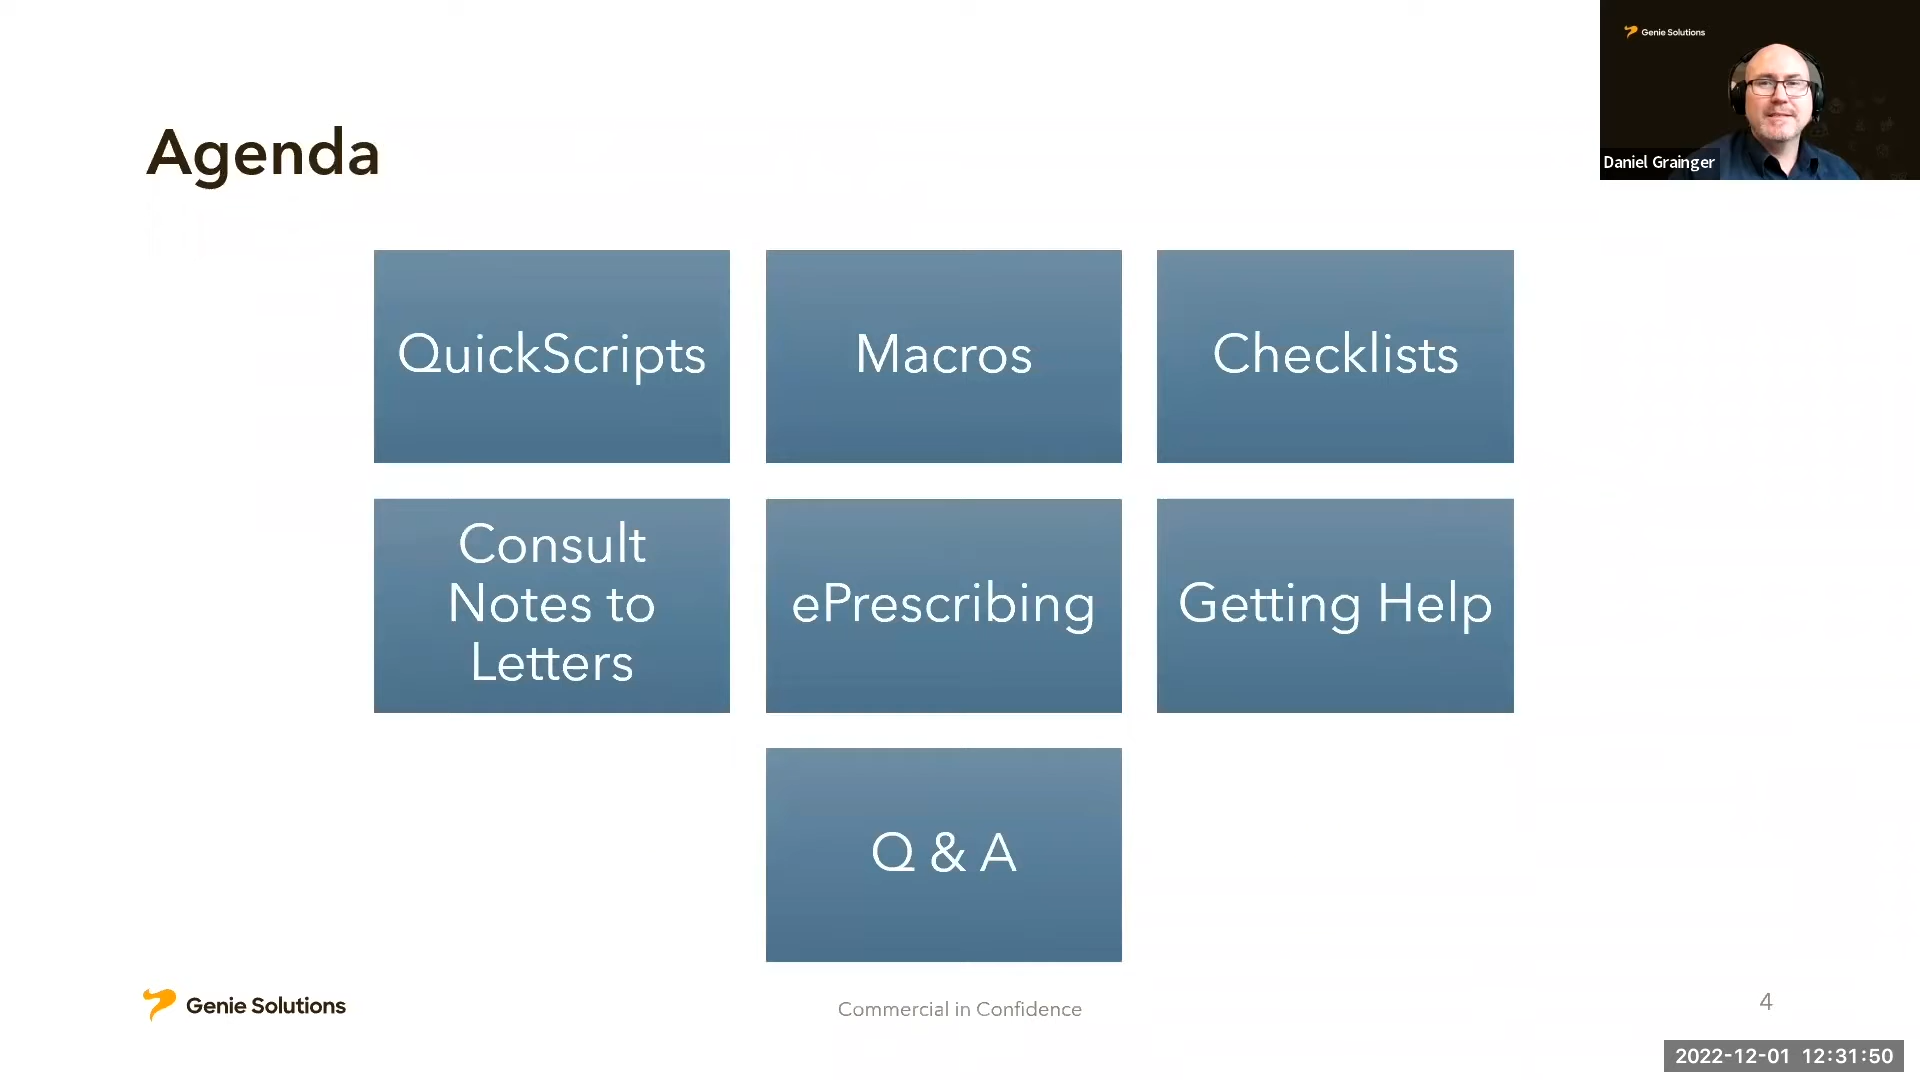 Genie Solutions
Daniel Grainger
Agenda
QuickScripts
Macros
Checklists
Consult
Notes to
Letters
ePrescribing
Getting Help
Q & A
Genie Solutions
Commercial in Confidence
4
2022-12-01 12:31:50